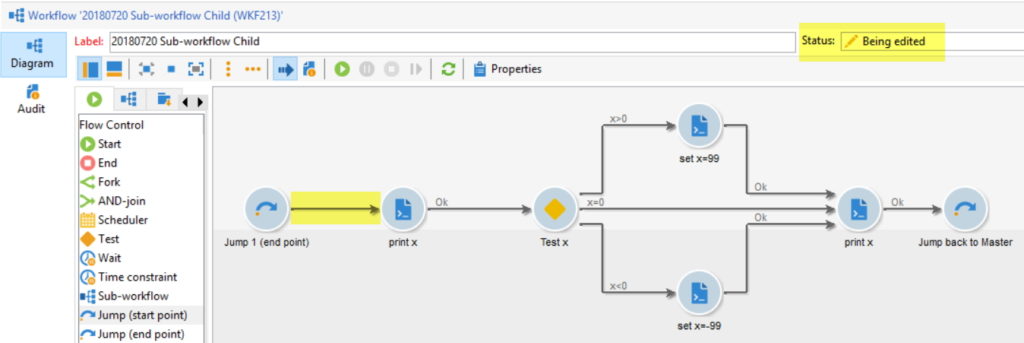 Workflow '20180720 Sub-workflow Child (WKF213)'
Label: 20180720 Sub-workflow Child
Status: Being edited
Diagram
Audit
Properties
Flow Control
Start
End
Fork
AND-join
Scheduler
Test
Wait
Time constraint
Sub-workflow
Jump (start point)
Jump (end point)
x>0
set x=99
Jump 1 (end point)
print x
Ok
Test x
x=0
Ok
Ok
print x
Ok
Jump back to Master
x<0
set x=-99